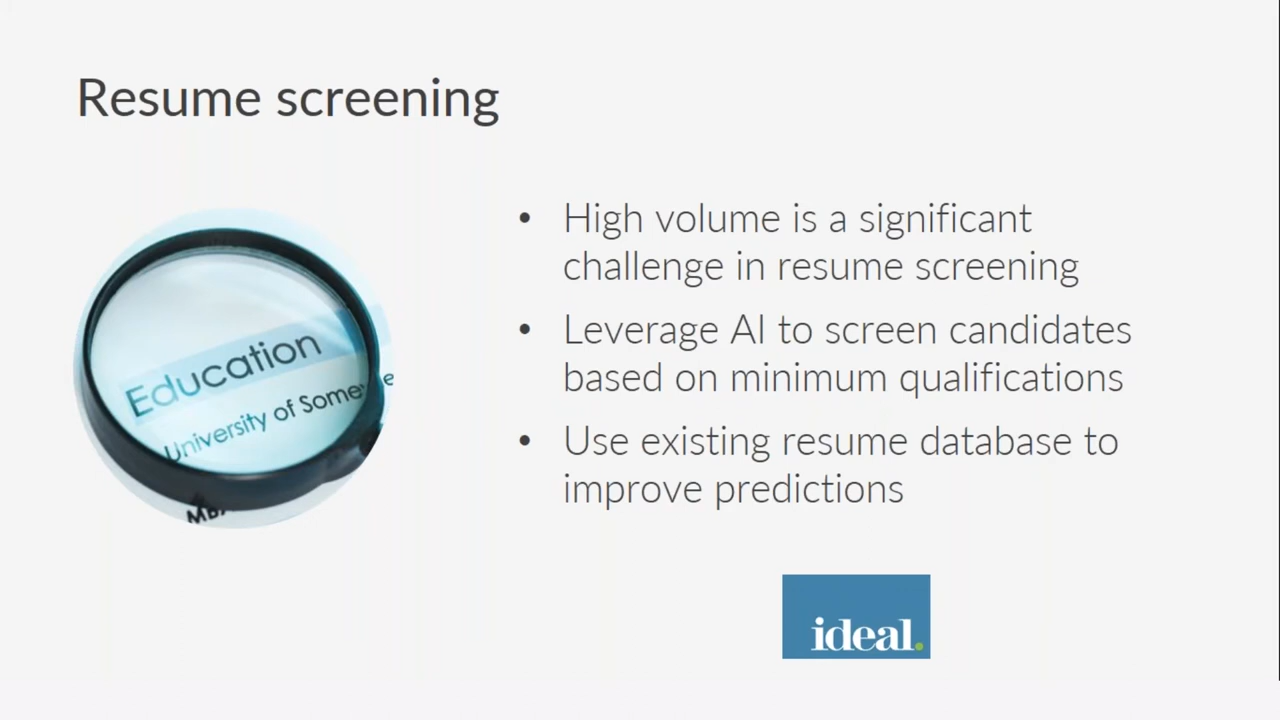 Resume screening
• High volume is a significant
challenge in resume screening
• Leverage AI to screen candidates
based on minimum qualifications
• Use existing resume database to
improve predictions
Education
University of
ideal.